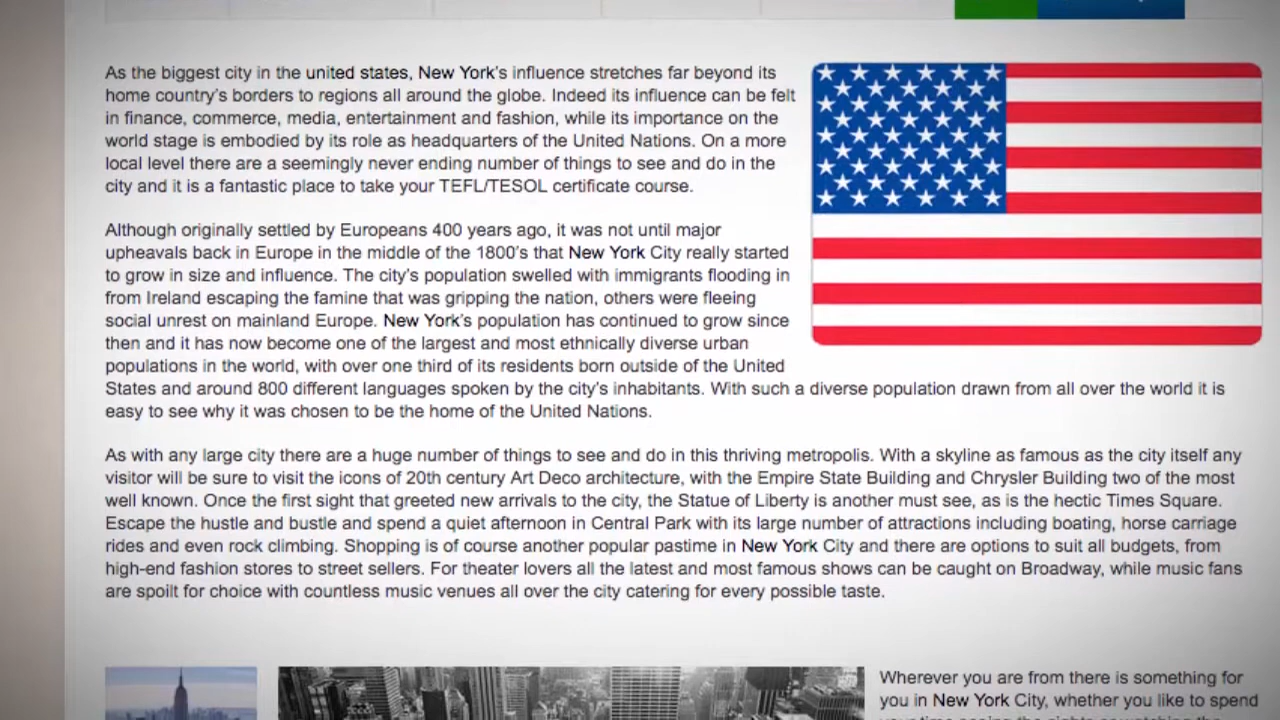 As the biggest city in the united states, New York's influence stretches far beyond its
home country's borders to regions all around the globe. Indeed its influence can be felt
in finance, commerce, media, entertainment and fashion, while its importance on the
world stage is embodied by its role as headquarters of the United Nations. On a more
local level there are a seemingly never ending number of things to see and do in the
city and it is a fantastic place to take your TEFL/TESOL certificate course.
Although originally settled by Europeans 400 years ago, it was not until major
upheavals back in Europe in the middle of the 1800's that New York City really started
to grow in size and influence. The city's population swelled with immigrants flooding in
from Ireland escaping the famine that was gripping the nation, others were fleeing
social unrest on mainland Europe. New York's population has continued to grow since
then and it has now become one of the largest and most ethnically diverse urban
populations in the world, with over one third of its residents born outside of the United
States and around 800 different languages spoken by the city's inhabitants. With such a diverse population drawn from all over the world it is
easy to see why it was chosen to be the home of the United Nations.
As with any large city there are a huge number of things to see and do in this thriving metropolis. With a skyline as famous as the city itself any
visitor will be sure to visit the icons of 20th century Art Deco architecture, with the Empire State Building and Chrysler Building two of the most
well known. Once the first sight that greeted new arrivals to the city, the Statue of Liberty is another must see, as is the hectic Times Square.
Escape the hustle and bustle and spend a quiet afternoon in Central Park with its large number of attractions including boating, horse carriage
rides and even rock climbing. Shopping is of course another popular pastime in New York City and there are options to suit all budgets, from
high-end fashion stores to street sellers. For theater lovers all the latest and most famous shows can be caught on Broadway, while music fans
are spoilt for choice with countless music venues all over the city catering for every possible taste.
Wherever you are from there is something for
you in New York City, whether you like to spend